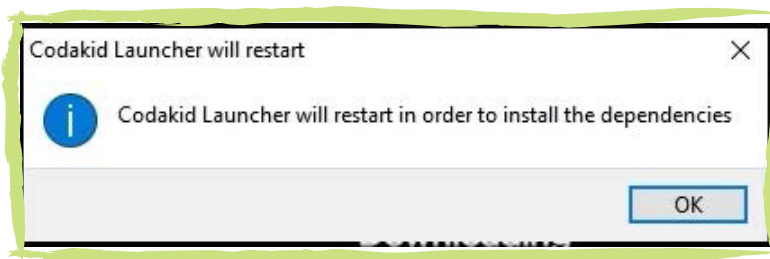 Codakid Launcher will restart
Codakid Launcher will restart in order to install the dependencies
OK